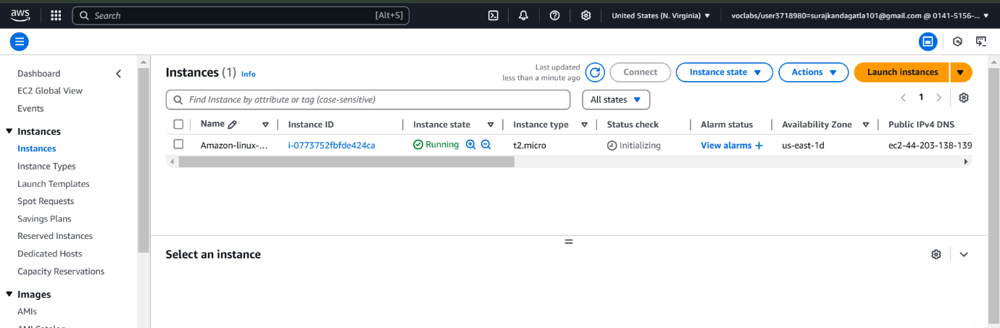 aws Search [Alt+S] United States (N. Virginia) voclabs/user3718980=surajkandagatla101@gmail.com @ 0141-5156-...
Dashboard
EC2 Global View
Events
Instances
Instances
Instance Types
Launch Templates
Spot Requests
Savings Plans
Reserved Instances
Dedicated Hosts
Capacity Reservations
Images
AMIs
AMI Catalog
Instances (1) Info
Last updated
less than a minute ago
Connect Instance state Actions Launch instances
Find Instance by attribute or tag (case-sensitive) All states 1
Name Instance ID Instance state Instance type Status check Alarm status Availability Zone Public IPv4 DNS
Amazon-linux-... i-0773752fbfde424ca Running t2.micro Initializing View alarms + us-east-1d ec2-44-203-138-139
Select an instance